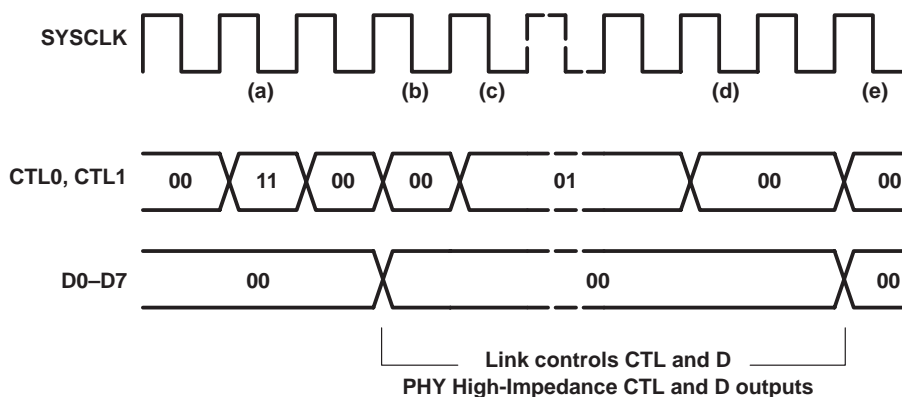 SYSCLK
(a) (b) (c) (d) (e)
CTL0, CTL1 00 11 00 00 01 00 00
D0–D7 00 00 00
Link controls CTL and D
PHY High-Impedance CTL and D outputs